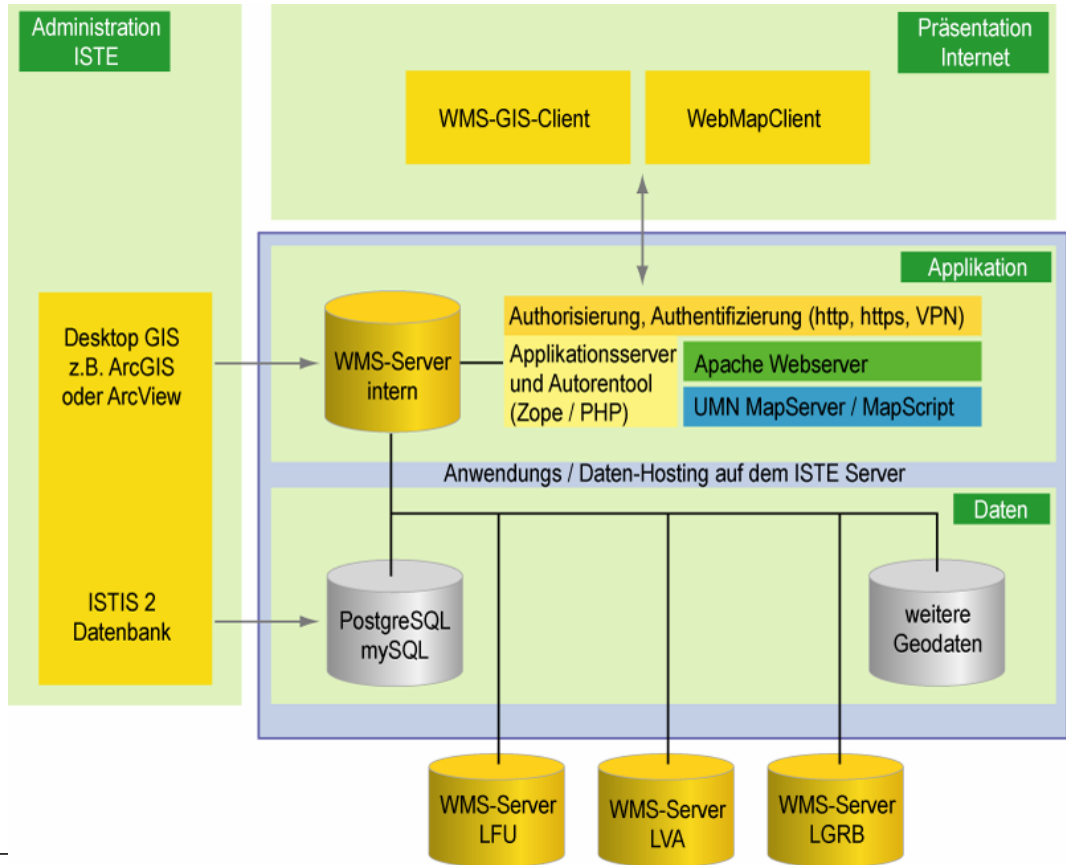 Administration
ISTE
Präsentation
Internet
WMS-GIS-Client
WebMapClient
Applikation
Desktop GIS
z.B. ArcGIS
oder ArcView
WMS-Server
intern
Authorisierung, Authentifizierung (http, https, VPN)
Applikationsserver
und Autorentool
(Zope / PHP)
Apache Webserver
UMN MapServer / MapScript
Anwendungs / Daten-Hosting auf dem ISTE Server
Daten
ISTIS 2
Datenbank
PostgreSQL
mySQL
weitere
Geodaten
WMS-Server
LFU
WMS-Server
LVA
WMS-Server
LGRB